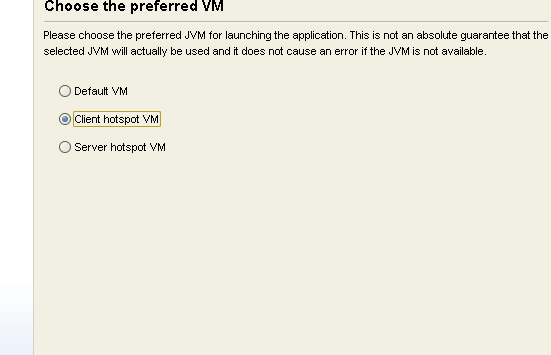 Choose the preferred VM
Please choose the preferred JVM for launching the application. This is not an absolute guarantee that the
selected JVM will actually be used and it does not cause an error if the JVM is not available.
Default VM
Client hotspot VM
Server hotspot VM